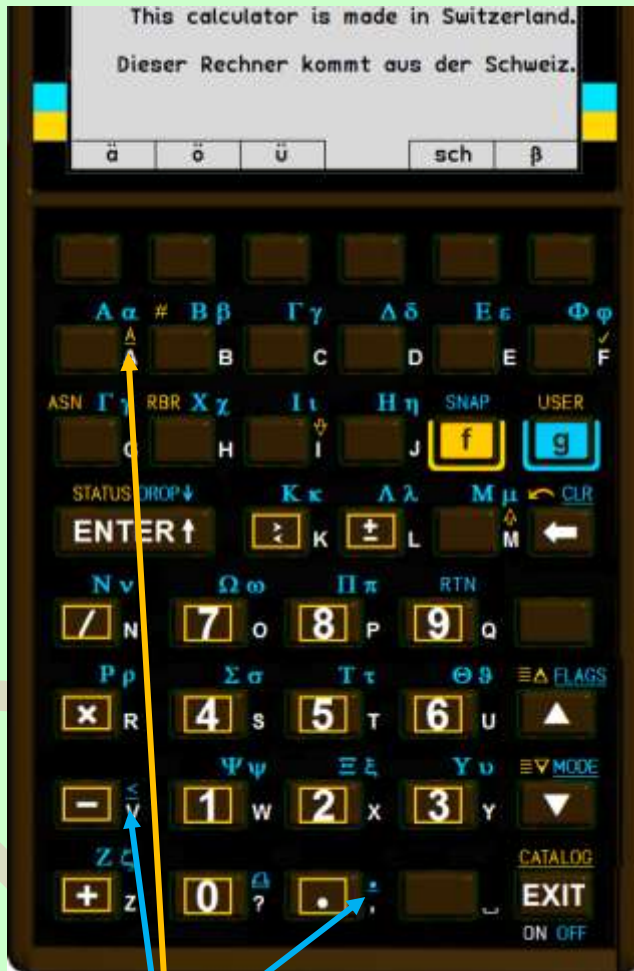 This calculator is made in Switzerland.
Dieser Rechner kommt aus der Schweiz.
ä ö ü sch β
Α α # Β β Γ γ Δ δ Ε ε Φ φ
A A B C D E ✓ F
ASN Γ RBR Χ χ Ι ι Η η SNAP USER
H I J f g
STATUS DROP↓ Κ κ Λ λ Μ μ CLR
ENTER↑ ≷ K ± L M ←
Ν ν Ω ω Π π RTN
/ N 7 O 8 P 9 Q
Ρ ρ Σ σ Τ τ Θ ϑ FLAGS
× R 4 S 5 T 6 U ▲
Ψ ψ Ξ ξ Υ υ MODE
− ≤ V 1 W 2 X 3 Y ▼
Ζ ζ CATALOG
+ Z 0 ? . , ␣ EXIT
ON OFF